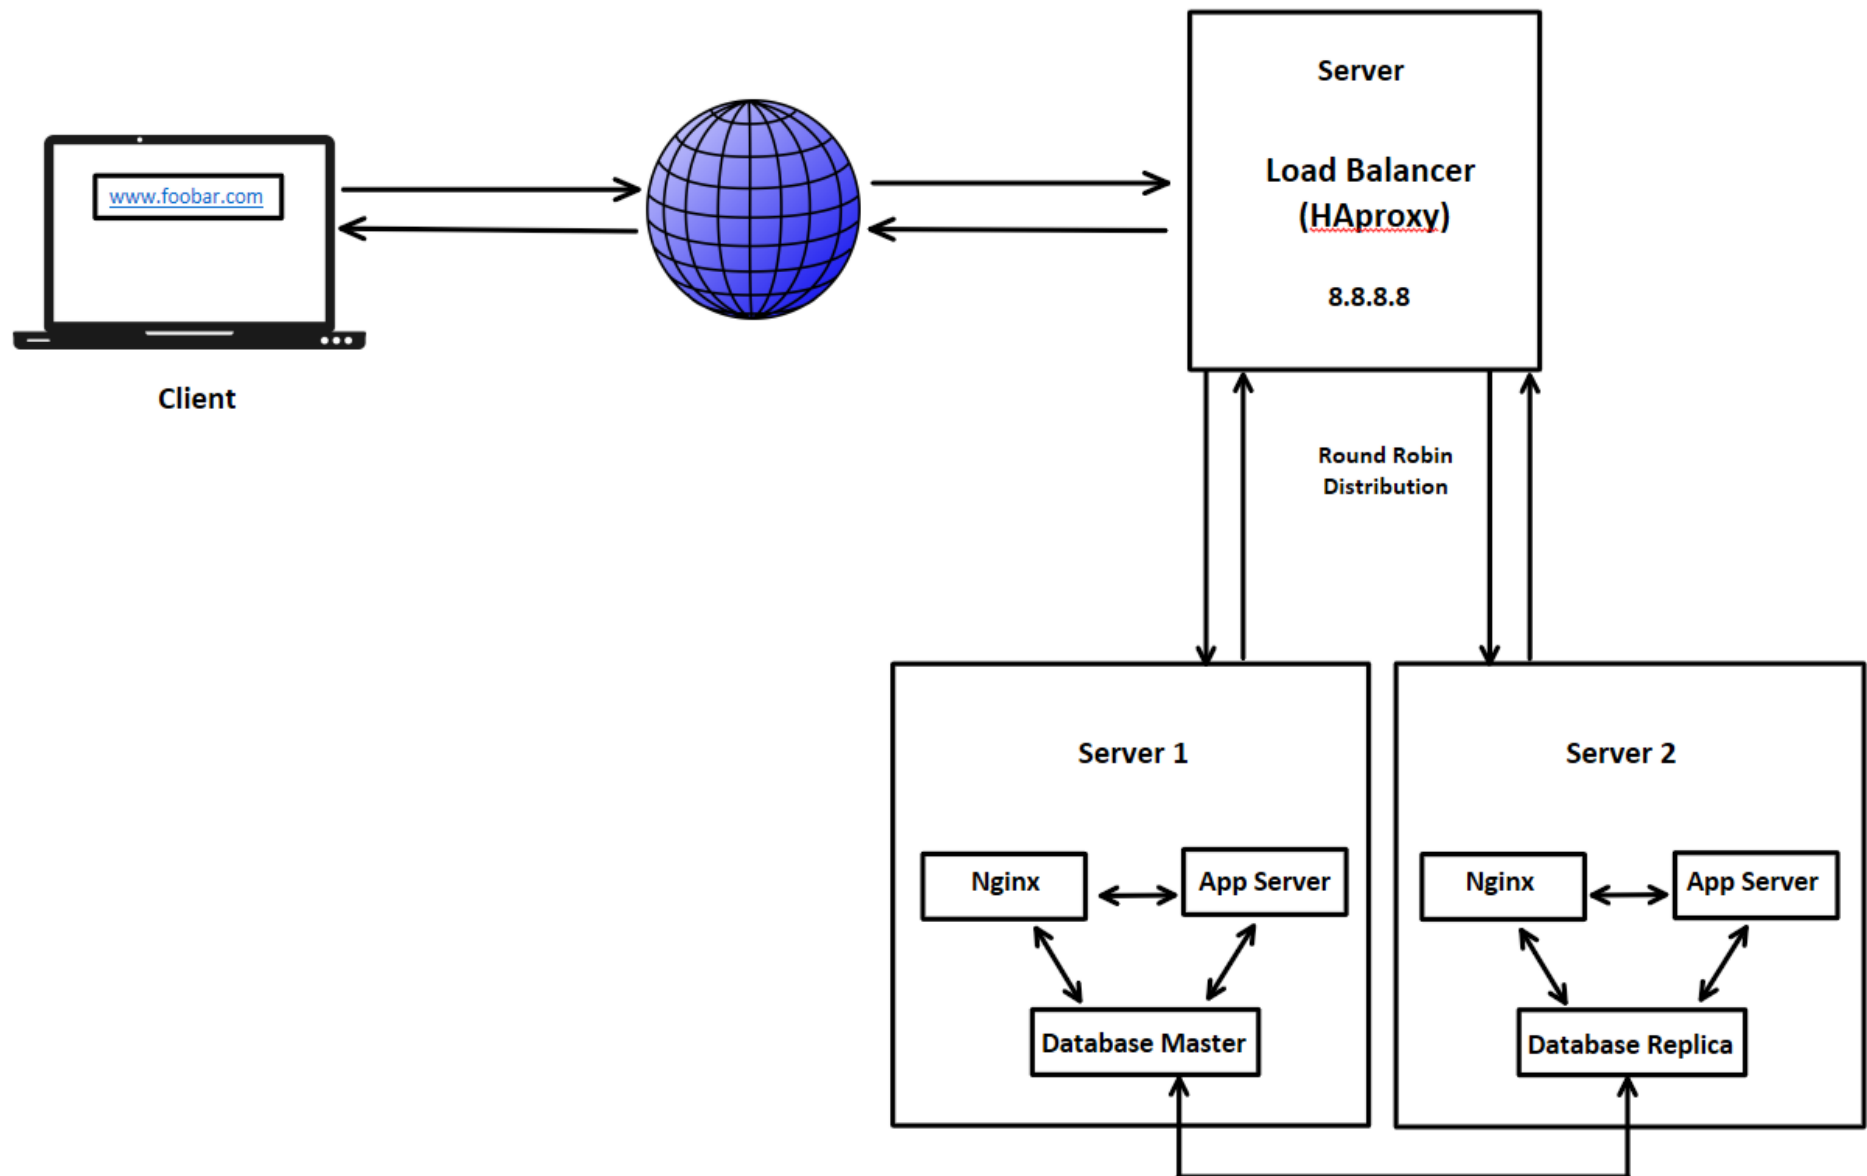 www.foobar.com
Client
Server
Load Balancer
(HAproxy)
8.8.8.8
Round Robin
Distribution
Server 1
Nginx
App Server
Database Master
Server 2
Nginx
App Server
Database Replica